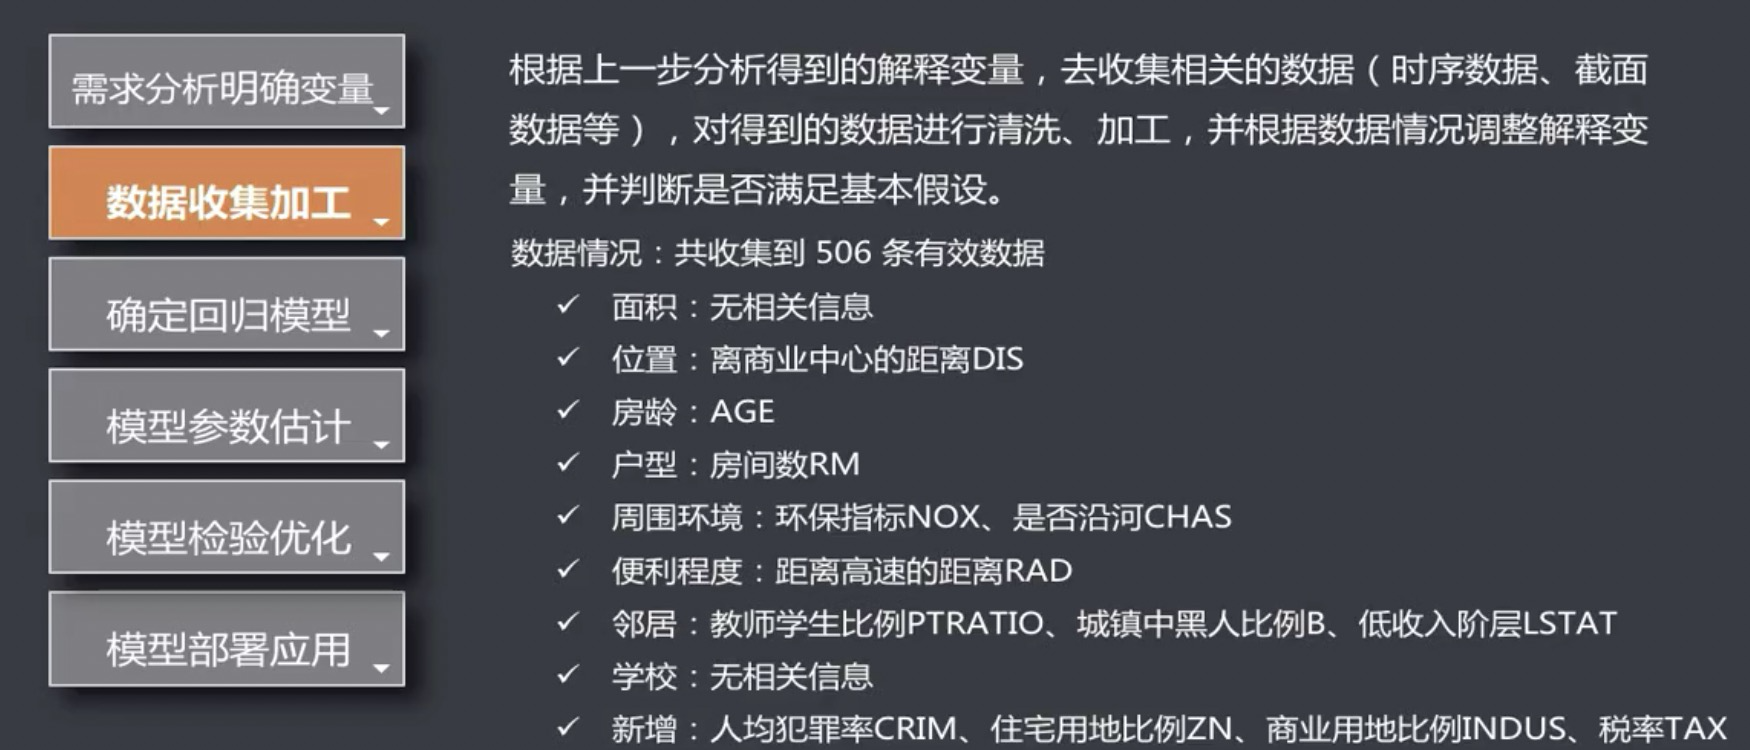 需求分析明确变量
数据收集加工
确定回归模型
模型参数估计
模型检验优化
模型部署应用
根据上一步分析得到的解释变量，去收集相关的数据（时序数据、截面
数据等），对得到的数据进行清洗、加工，并根据数据情况调整解释变
量，并判断是否满足基本假设。
数据情况：共收集到 506 条有效数据
✓ 面积：无相关信息
✓ 位置：离商业中心的距离DIS
✓ 房龄：AGE
✓ 户型：房间数RM
✓ 周围环境：环保指标NOX、是否沿河CHAS
✓ 便利程度：距离高速的距离RAD
✓ 邻居：教师学生比例PTRATIO、城镇中黑人比例B、低收入阶层LSTAT
✓ 学校：无相关信息
✓ 新增：人均犯罪率CRIM、住宅用地比例ZN、商业用地比例INDUS、税率TAX